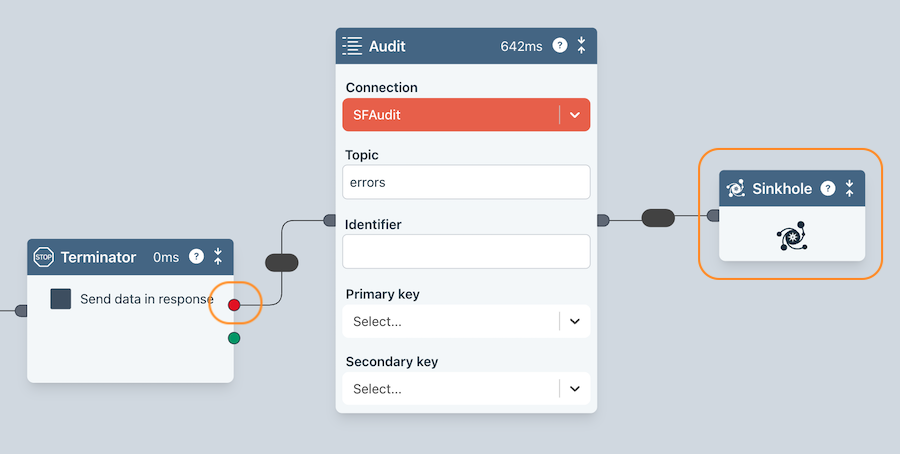 Audit 642ms ?
Connection
SFAudit
Topic
errors
Identifier
Primary key
Select...
Secondary key
Select...
STOP Terminator 0ms ?
Send data in response
Sinkhole ?